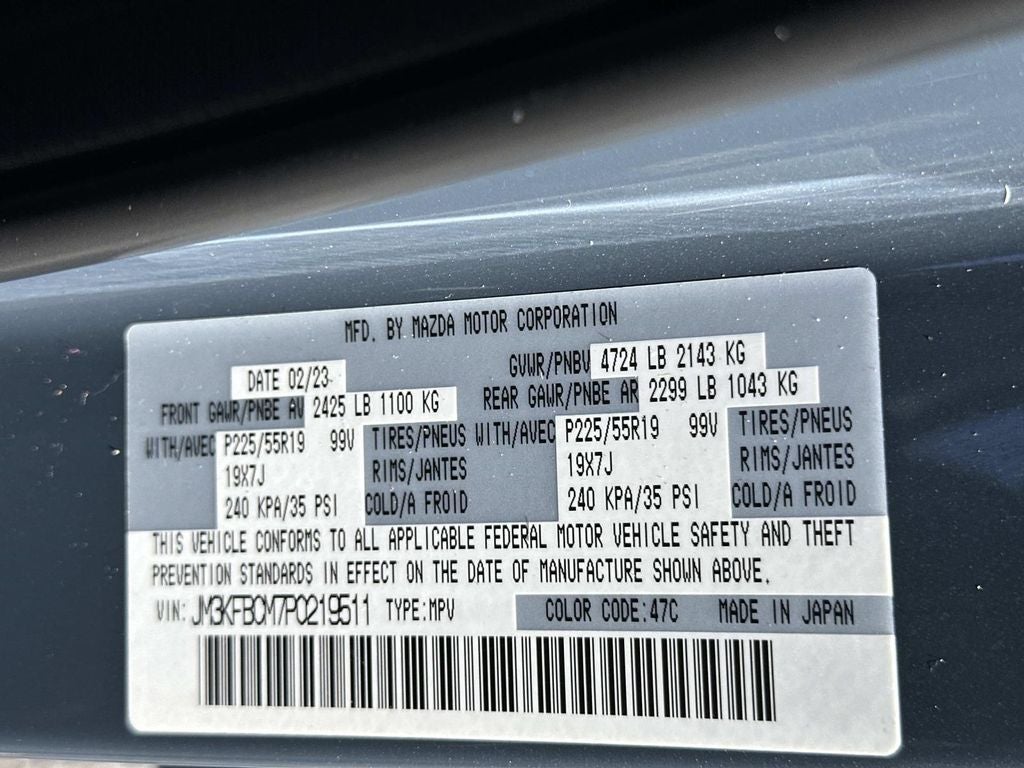 MFD. BY MAZDA MOTOR CORPORATION
DATE 02/23 GVWR/PNBV 4724 LB 2143 KG
FRONT GAWR/PNBE AV 2425 LB 1100 KG REAR GAWR/PNBE AR 2299 LB 1043 KG
WITH/AVEC P225/55R19 99V TIRES/PNEUS WITH/AVEC P225/55R19 99V TIRES/PNEUS
19X7J RIMS/JANTES 19X7J RIMS/JANTES
240 KPA/35 PSI COLD/A FROID 240 KPA/35 PSI COLD/A FROID
THIS VEHICLE CONFORMS TO ALL APPLICABLE FEDERAL MOTOR VEHICLE SAFETY AND THEFT
PREVENTION STANDARDS IN EFFECT ON THE DATE OF MANUFACTURE SHOWN ABOVE.
VIN: JM3KFBCM7P0219511 TYPE:MPV COLOR CODE:47C MADE IN JAPAN